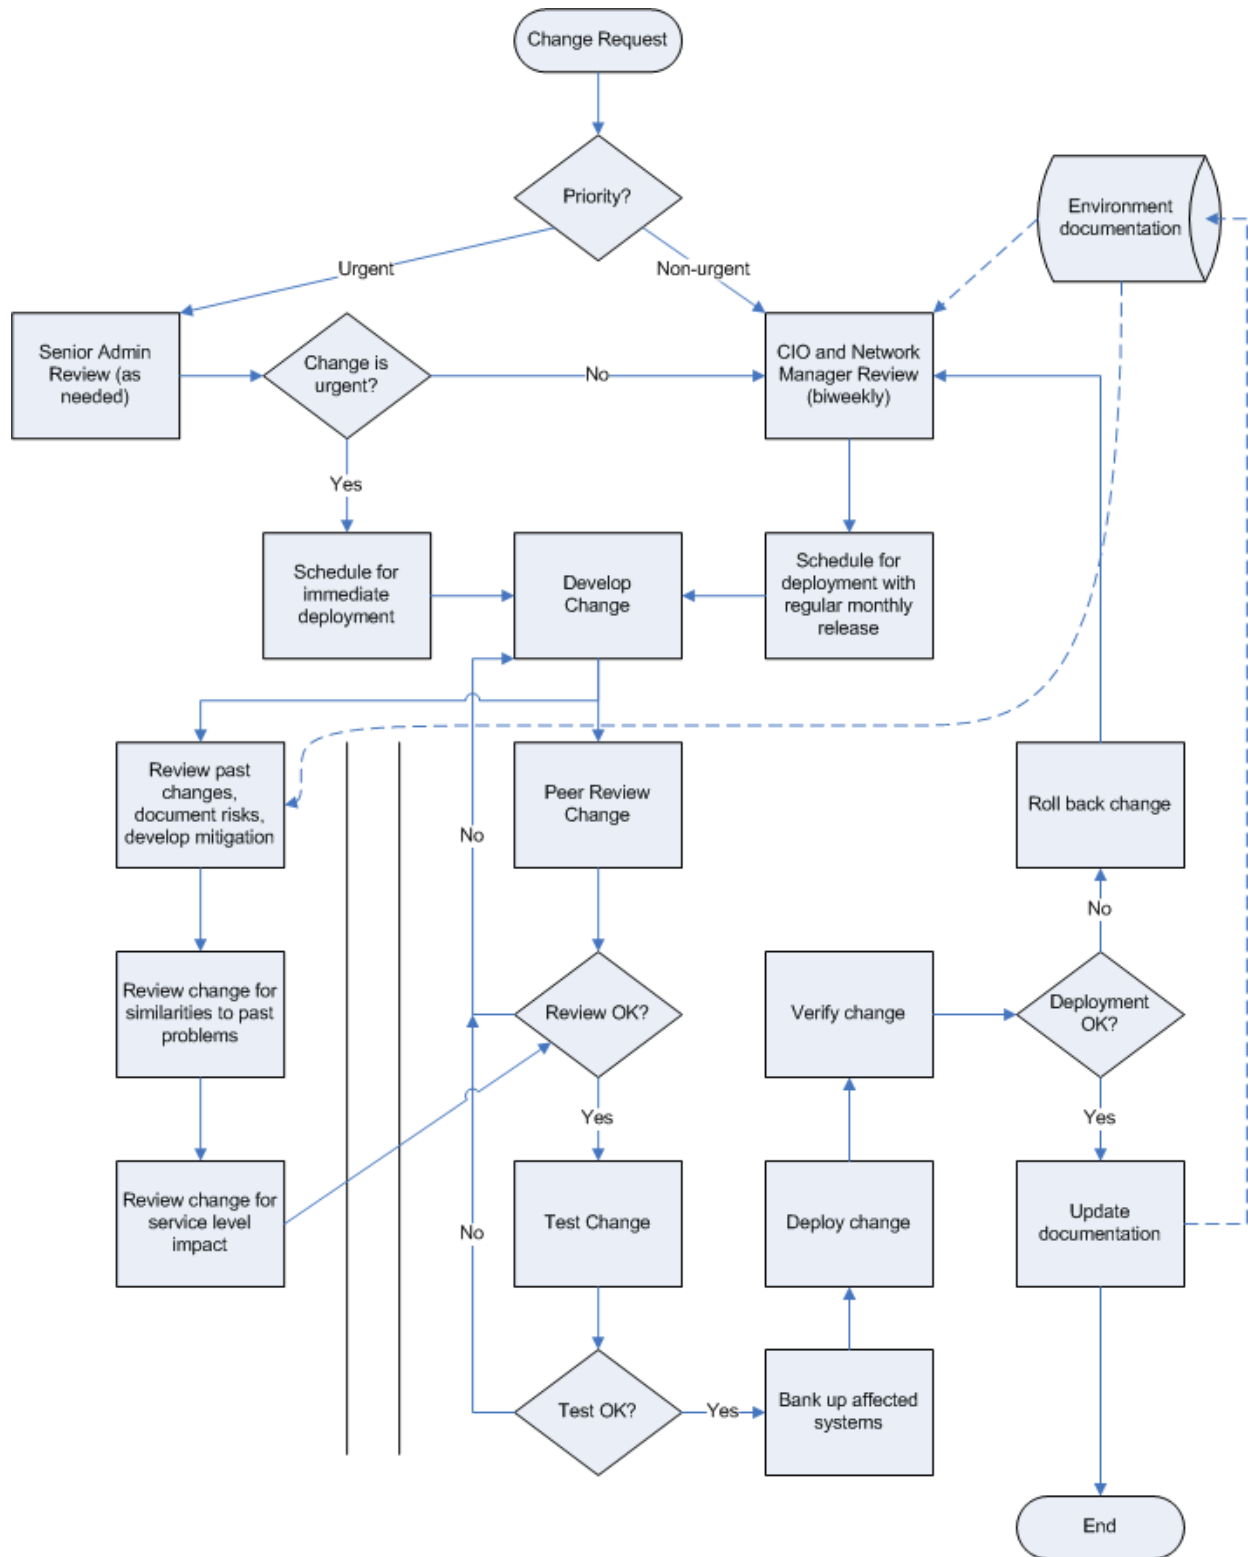 Change Request
Priority?
Environment
documentation
Urgent
Non-urgent
Senior Admin
Review (as
needed)
Change is
urgent?
No
CIO and Network
Manager Review
(biweekly)
Yes
Schedule for
immediate
deployment
Develop
Change
Schedule for
deployment with
regular monthly
release
Review past
changes,
document risks,
develop mitigation
No
Peer Review
Change
Roll back change
No
Review change for
similarities to past
problems
Review OK?
Verify change
Deployment
OK?
Yes
Yes
Review change for
service level
impact
No
Test Change
Deploy change
Update
documentation
Test OK?
Yes
Bank up affected
systems
End